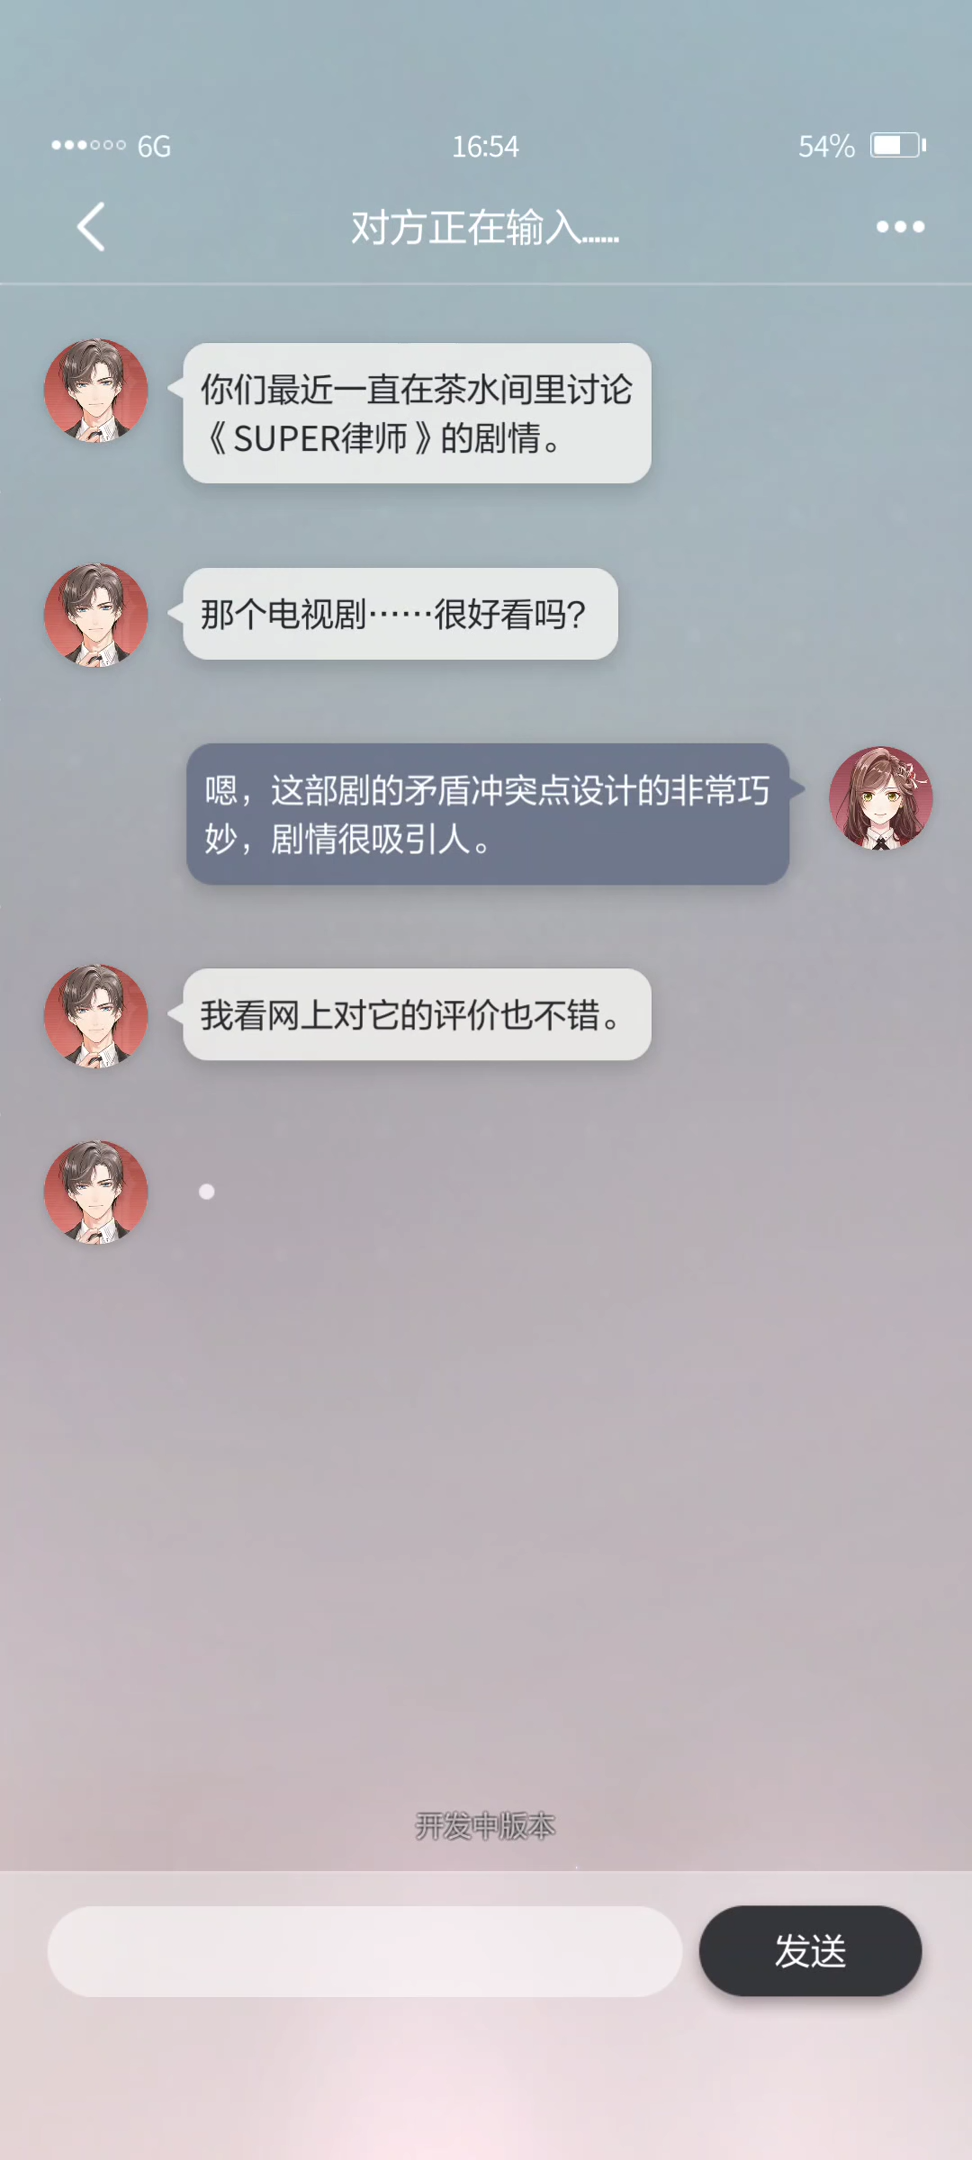 6G 16:54 54%
对方正在输入……
你们最近一直在茶水间里讨论
《SUPER律师》的剧情。
那个电视剧……很好看吗？
嗯，这部剧的矛盾冲突点设计的非常巧
妙，剧情很吸引人。
我看网上对它的评价也不错。
开发中版本
发送